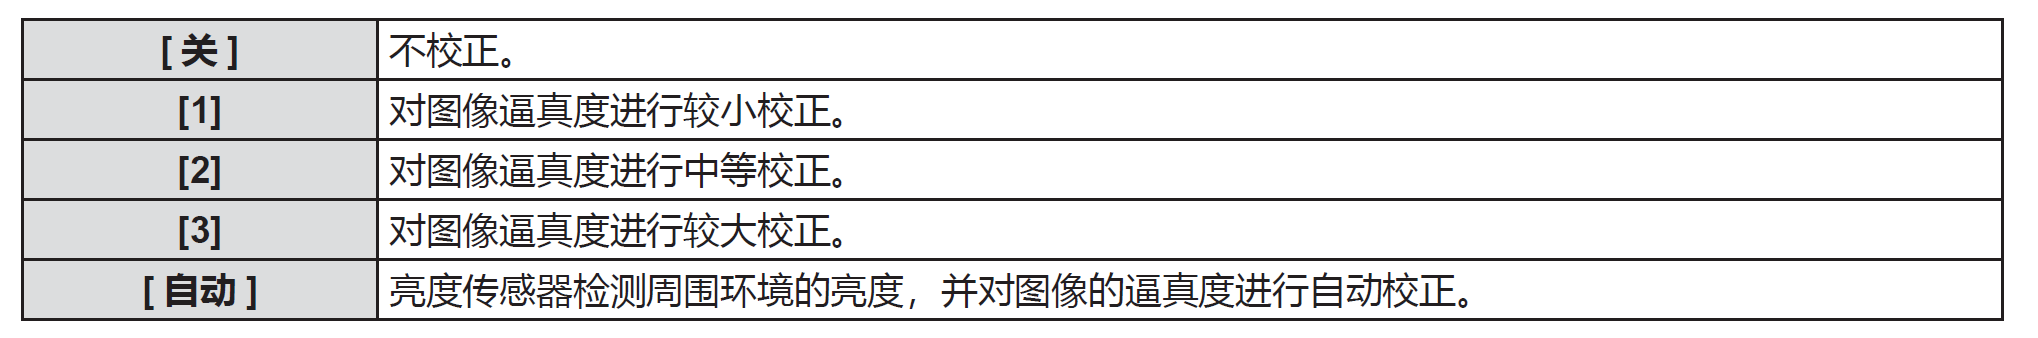 [ 关 ] 不校正。
[1] 对图像逼真度进行较小校正。
[2] 对图像逼真度进行中等校正。
[3] 对图像逼真度进行较大校正。
[ 自动 ] 亮度传感器检测周围环境的亮度，并对图像的逼真度进行自动校正。